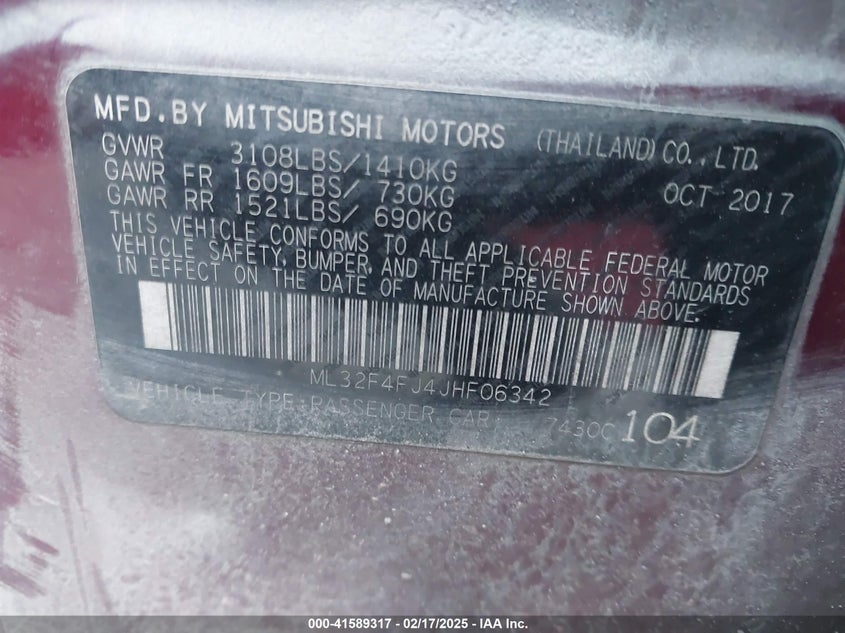 MFD.BY MITSUBISHI MOTORS (THAILAND) CO.,LTD.
GVWR 3108LBS/1410KG OCT 2017
GAWR FR 1609LBS/ 730KG
GAWR RR 1521LBS/ 690KG
THIS VEHICLE CONFORMS TO ALL APPLICABLE FEDERAL MOTOR
VEHICLE SAFETY, BUMPER, AND THEFT PREVENTION STANDARDS
IN EFFECT ON THE DATE OF MANUFACTURE SHOWN ABOVE.
ML32F4FJ4JHF06342
VEHICLE TYPE:PASSENGER CAR 7430C 104
000-41589317 — 02/17/2025 - IAAI Inc.